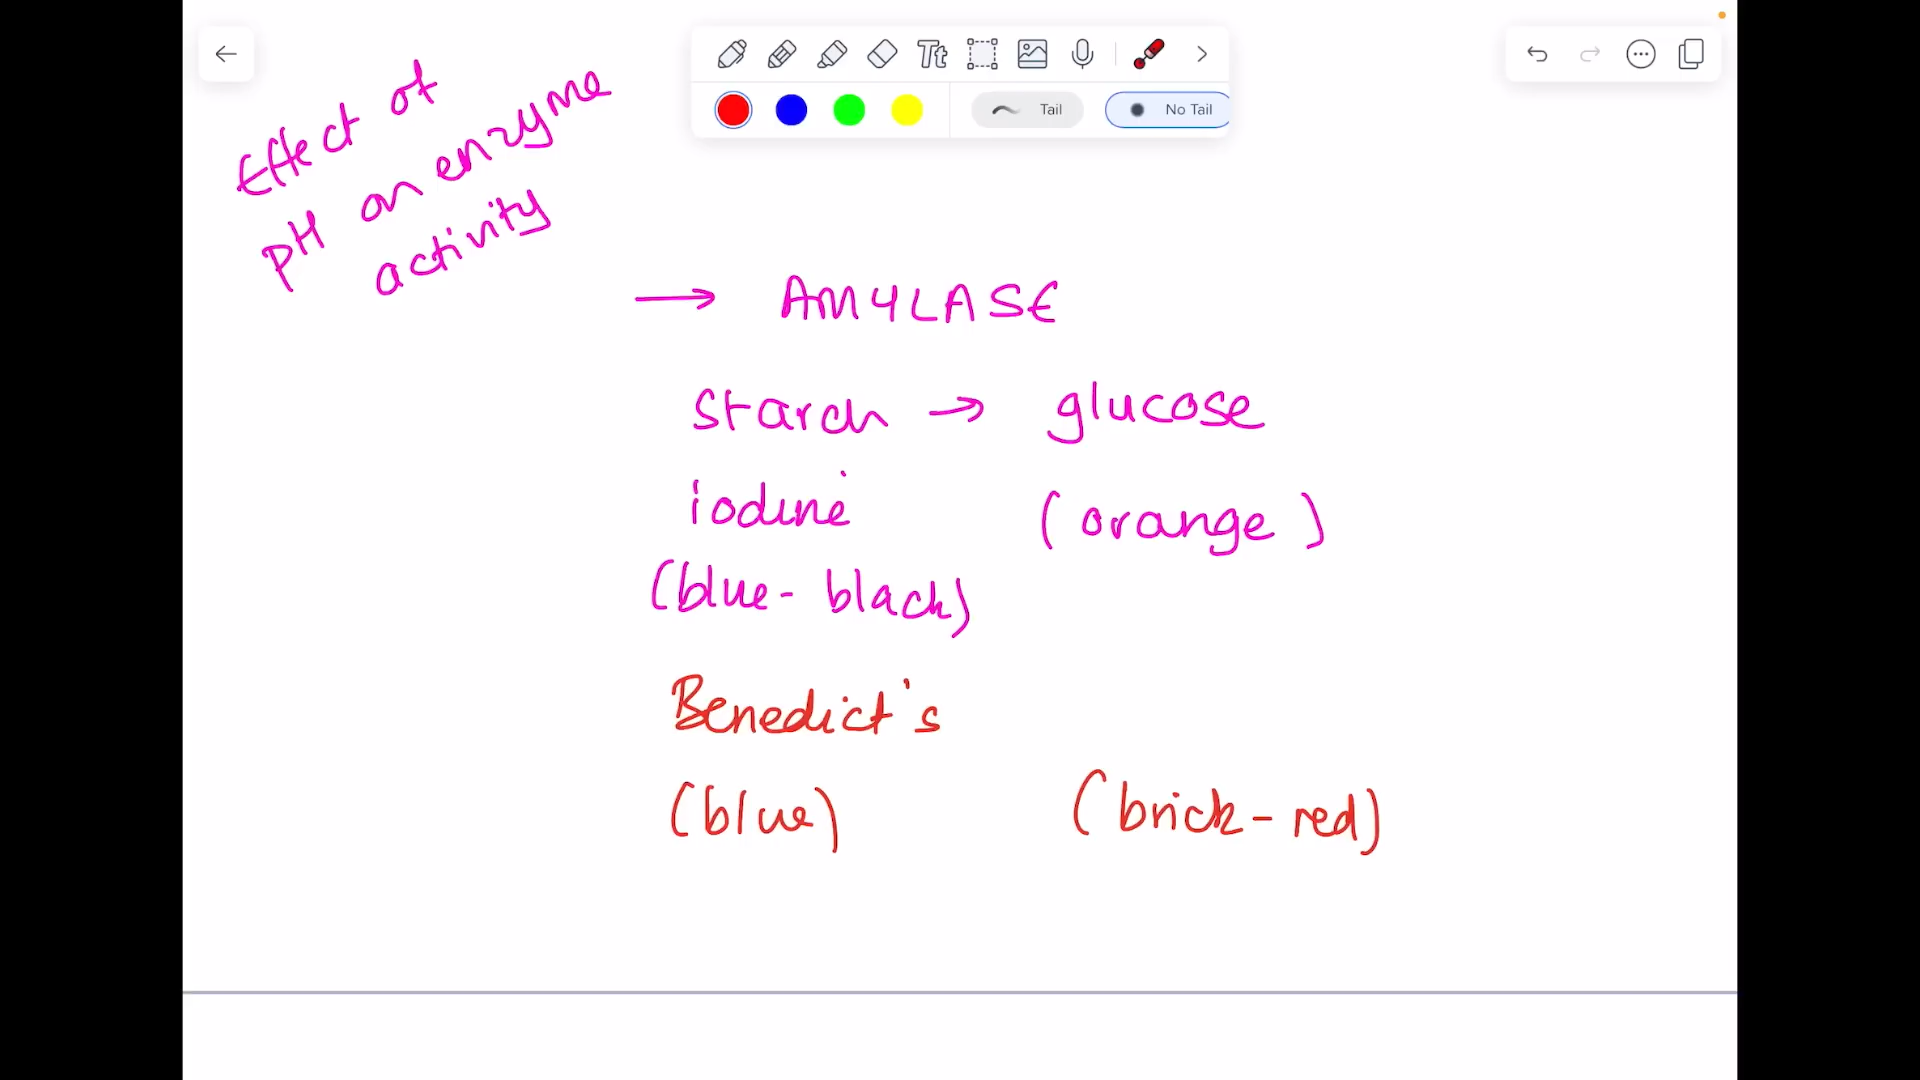 Tt
Tail
No Tail
Effect of
pH on enzyme
activity
→ AMYLASE
starch → glucose
iodine (orange)
(blue-black)
Benedict's
(blue) (brick-red)